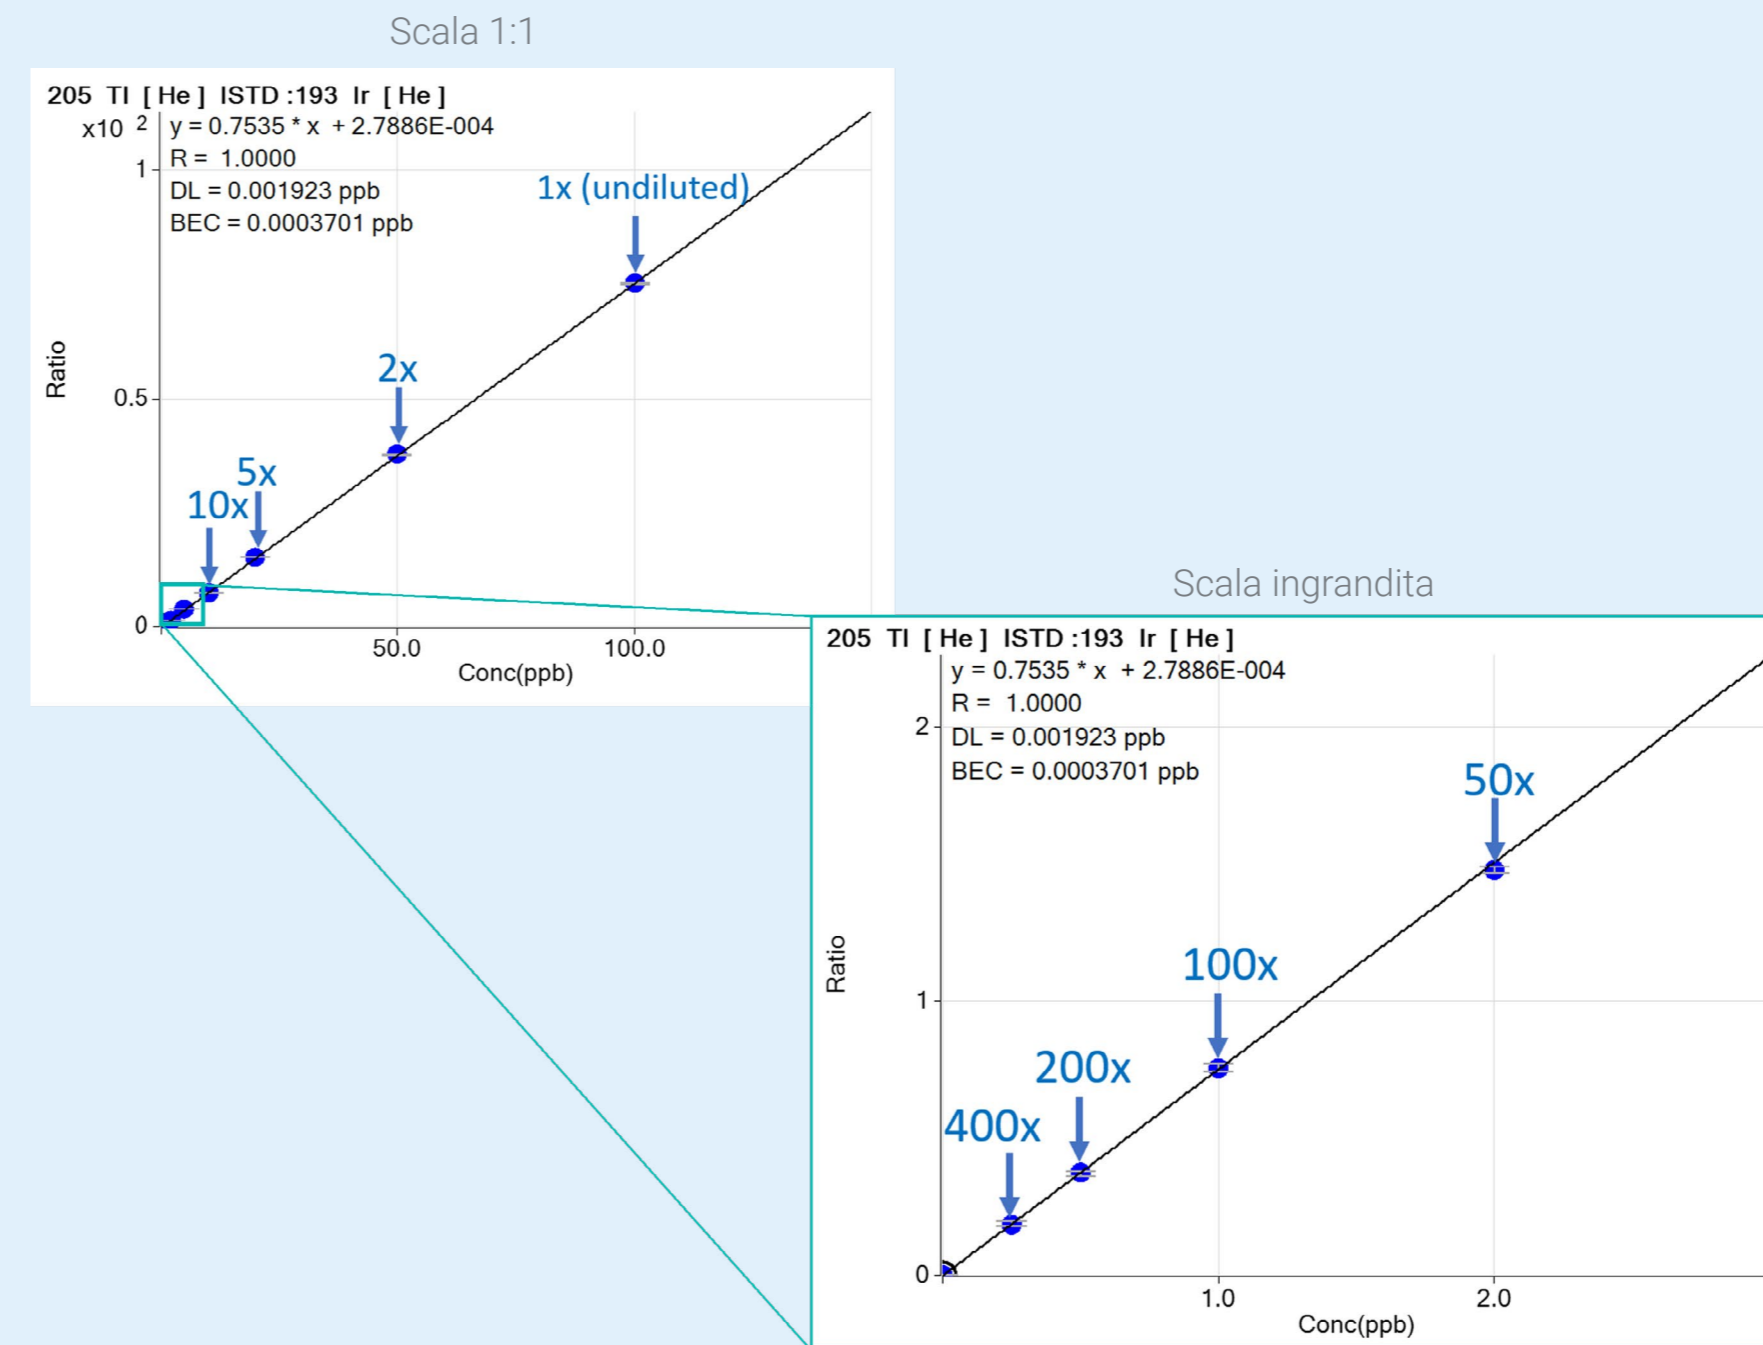 Scala 1:1
205 Tl [ He ] ISTD :193 Ir [ He ]
x10 2
y = 0.7535 * x + 2.7886E-004
R = 1.0000
DL = 0.001923 ppb
BEC = 0.0003701 ppb
1
1x (undiluted)
2x
Ratio
0.5
5x
10x
0
50.0
100.0
Conc(ppb)
Scala ingrandita
205 Tl [ He ] ISTD :193 Ir [ He ]
y = 0.7535 * x + 2.7886E-004
R = 1.0000
2
DL = 0.001923 ppb
BEC = 0.0003701 ppb
50x
Ratio
100x
1
200x
400x
0
1.0
2.0
Conc(ppb)